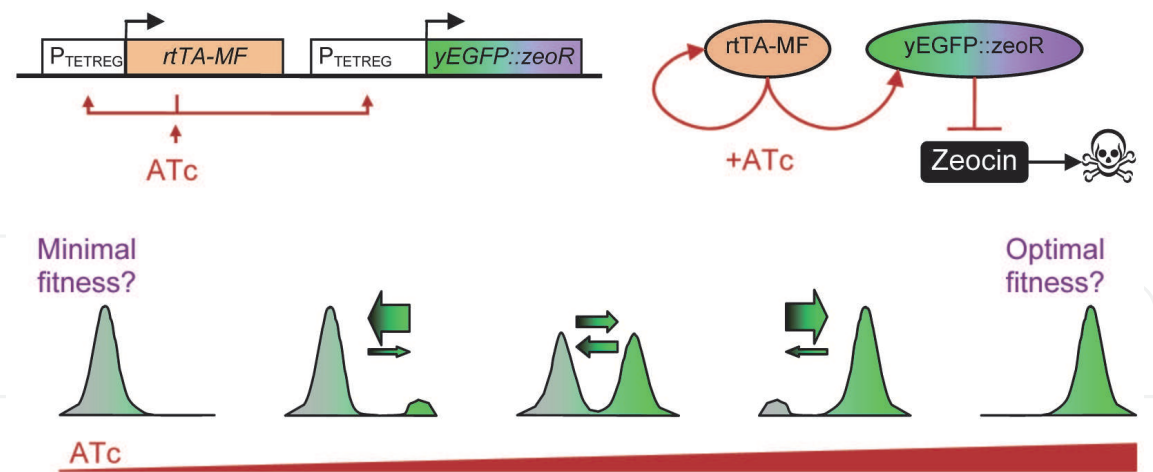 PTETREG rtTA-MF PTETREG yEGFP::zeoR
ATc
rtTA-MF yEGFP::zeoR
+ATc
Zeocin
Minimal
fitness?
Optimal
fitness?
ATc